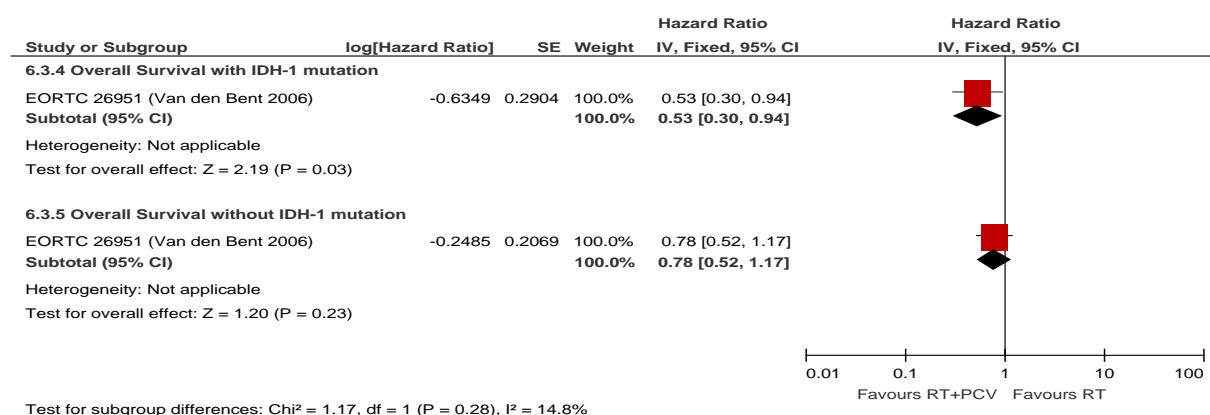 Hazard Ratio Hazard Ratio
Study or Subgroup log[Hazard Ratio] SE Weight IV, Fixed, 95% CI IV, Fixed, 95% CI
6.3.4 Overall Survival with IDH-1 mutation
EORTC 26951 (Van den Bent 2006) -0.6349 0.2904 100.0% 0.53 [0.30, 0.94]
Subtotal (95% CI) 100.0% 0.53 [0.30, 0.94]
Heterogeneity: Not applicable
Test for overall effect: Z = 2.19 (P = 0.03)
6.3.5 Overall Survival without IDH-1 mutation
EORTC 26951 (Van den Bent 2006) -0.2485 0.2069 100.0% 0.78 [0.52, 1.17]
Subtotal (95% CI) 100.0% 0.78 [0.52, 1.17]
Heterogeneity: Not applicable
Test for overall effect: Z = 1.20 (P = 0.23)
0.01 0.1 1 10 100
Favours RT+PCV Favours RT
Test for subgroup differences: Chi² = 1.17, df = 1 (P = 0.28), I² = 14.8%